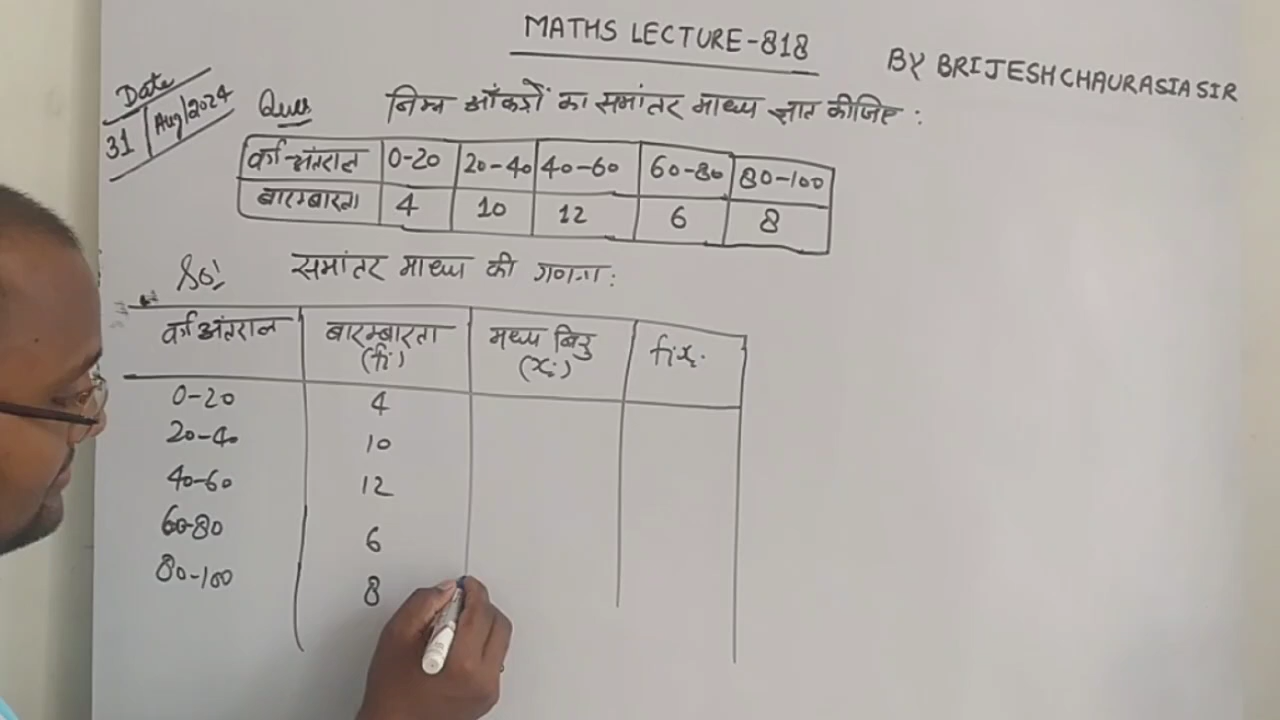 MATHS LECTURE-818
BY BRIJESH CHAURASIA SIR
Date
31/Aug/2024
Ques निम्न आँकड़ों का समांतर माध्य ज्ञात कीजिए :
वर्ग-अंतराल 0-20 20-40 40-60 60-80 80-100
बारम्बारता 4 10 12 6 8
So! समांतर माध्य की गणना :
वर्ग अंतराल बारम्बारता (fi) मध्य बिंदु (xi) fixi
0-20 4
20-40 10
40-60 12
60-80 6
80-100 8